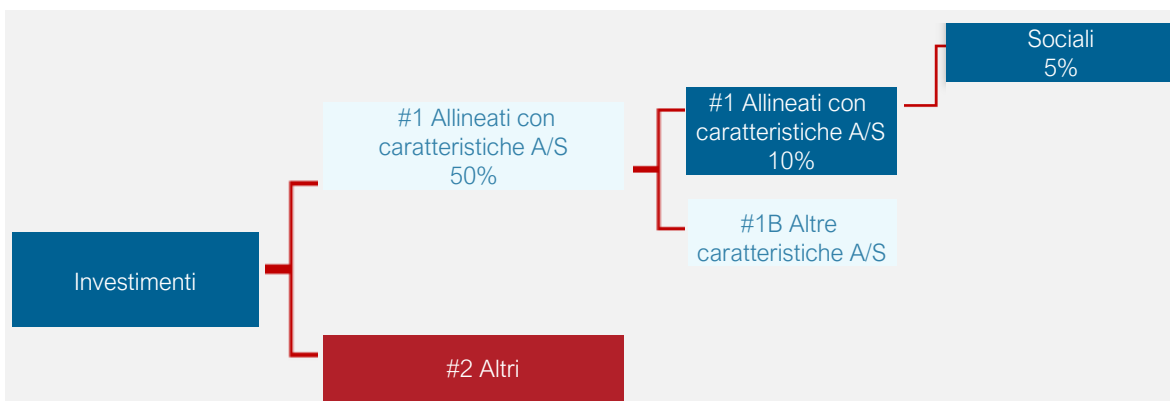 Sociali
5%
#1 Allineati con
caratteristiche A/S
50%
#1 Allineati con
caratteristiche A/S
10%
#1B Altre
caratteristiche A/S
Investimenti
#2 Altri